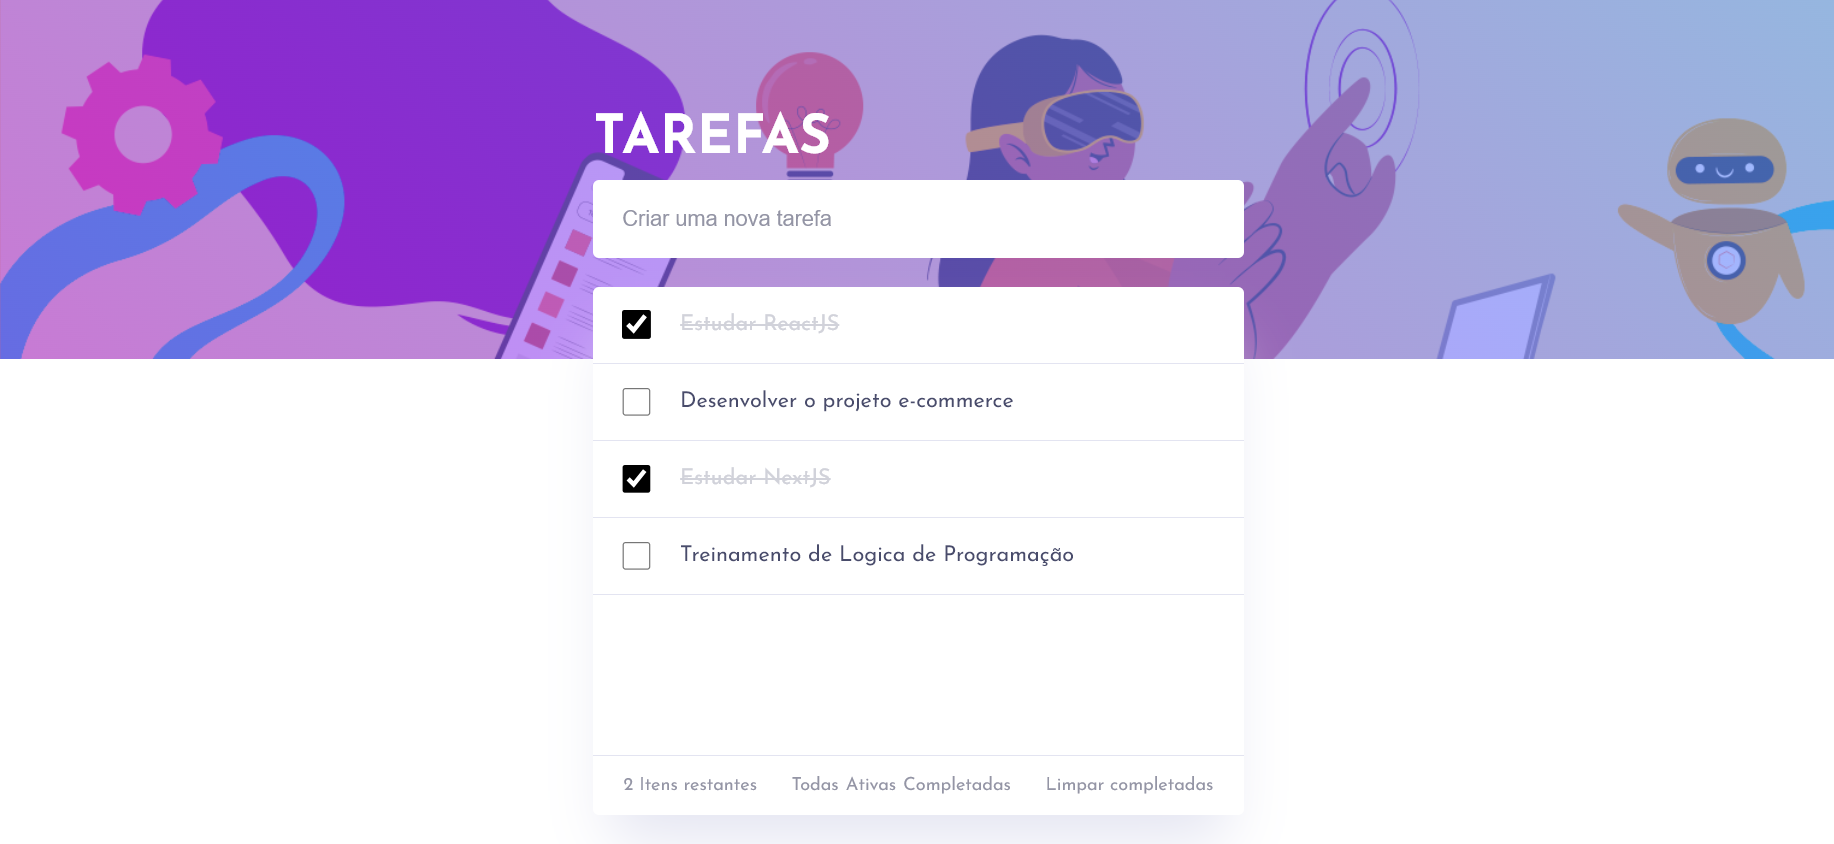 TAREFAS
Criar uma nova tarefa
Estudar ReactJS
Desenvolver o projeto e-commerce
Estudar NextJS
Treinamento de Logica de Programação
2 Itens restantes Todas Ativas Completadas Limpar completadas